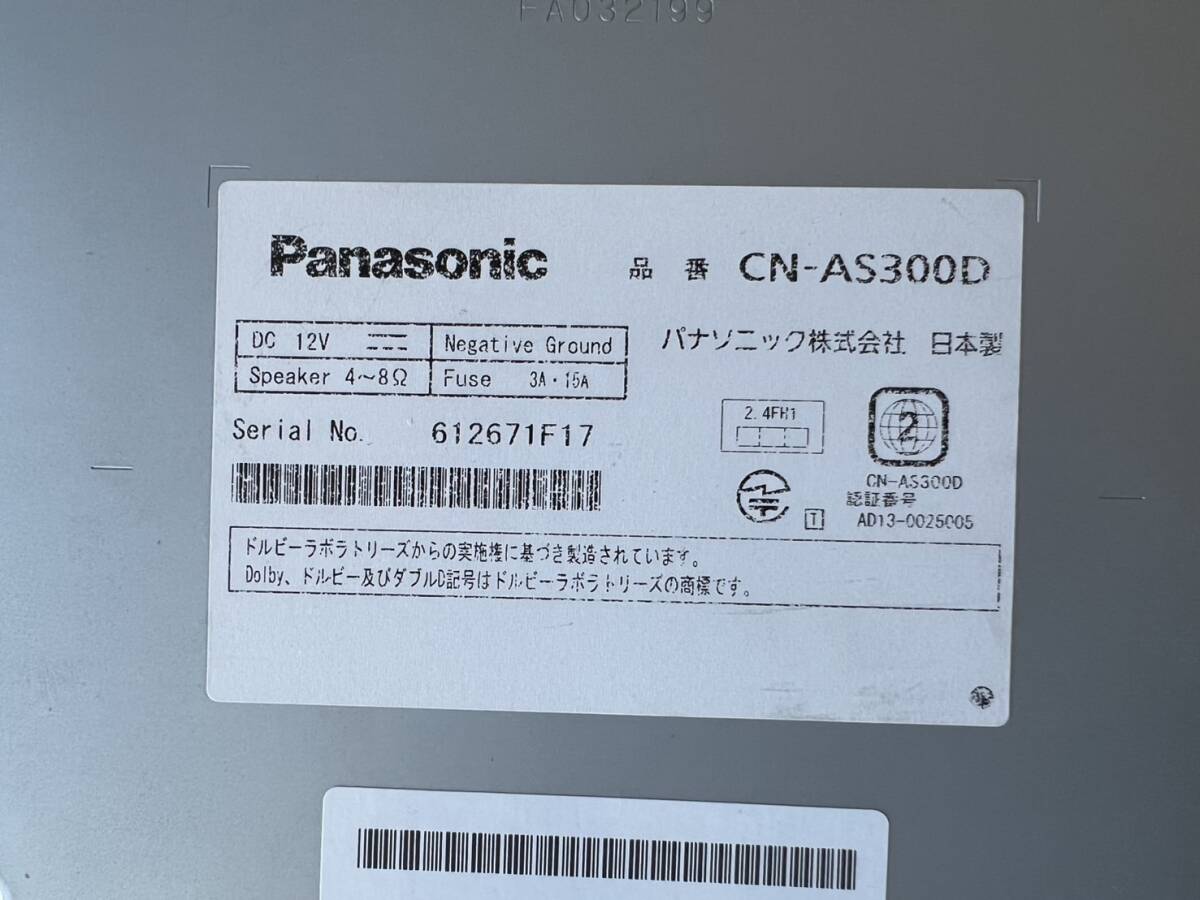 FA032199
Panasonic 品番 CN-AS300D
DC 12V Negative Ground
Speaker 4~8Ω Fuse 3A・15A
パナソニック株式会社 日本製
Serial No. 612671F17
2.4FH1
2
CN-AS300D
認証番号
T AD13-0025005
ドルビーラボラトリーズからの実施権に基づき製造されています。
Dolby、ドルビー及びダブルD記号はドルビーラボラトリーズの商標です。